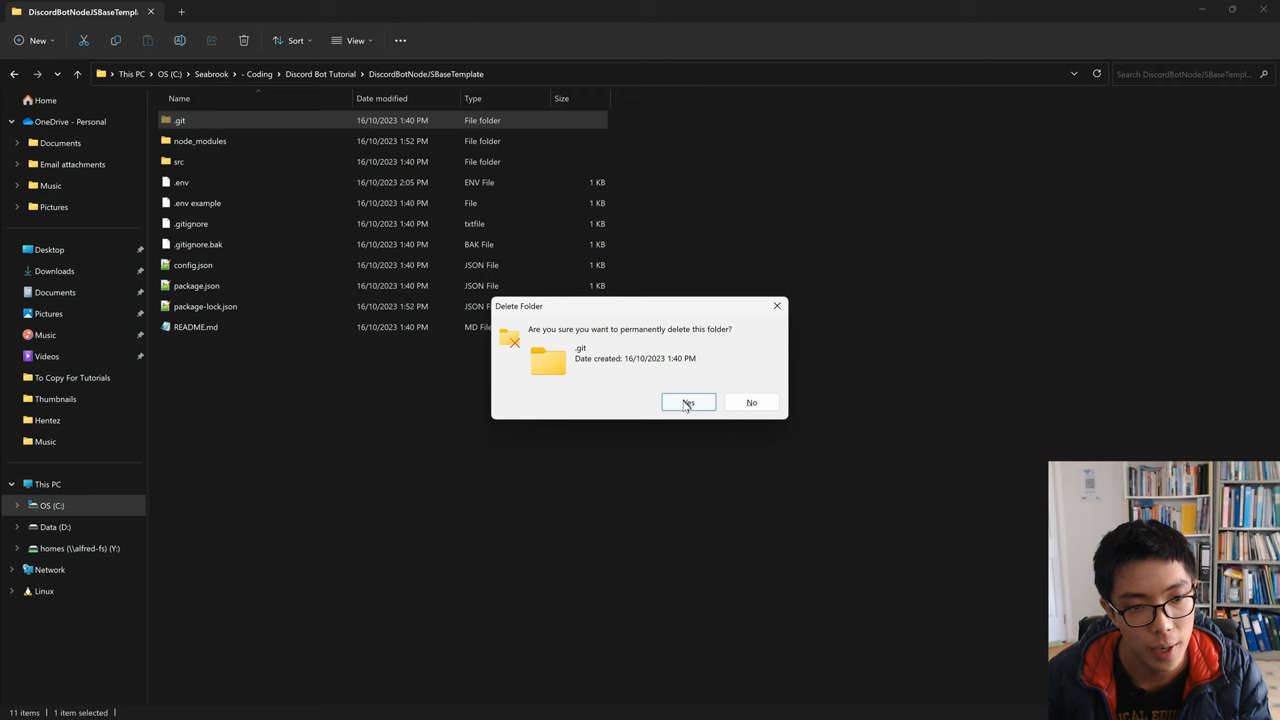 DiscordBotNodeJSBaseTempl
New
Sort
View
This PC
OS (C:)
Seabrook
- Coding
Discord Bot Tutorial
DiscordBotNodeJSBaseTemplate
Search DiscordBotNodeJSBaseTempl...
Home
OneDrive - Personal
Documents
Email attachments
Music
Pictures
Desktop
Downloads
Documents
Pictures
Music
Videos
To Copy For Tutorials
Thumbnails
Hentez
Music
This PC
OS (C:)
Data (D:)
homes (\\alfred-fs) (Y:)
Network
Linux
Name Date modified Type Size
.git 16/10/2023 1:40 PM File folder
node_modules 16/10/2023 1:52 PM File folder
src 16/10/2023 1:40 PM File folder
.env 16/10/2023 2:05 PM ENV File 1 KB
.env example 16/10/2023 1:40 PM File 1 KB
.gitignore 16/10/2023 1:40 PM txtfile 1 KB
.gitignore.bak 16/10/2023 1:40 PM BAK File 1 KB
config.json 16/10/2023 1:40 PM JSON File 1 KB
package.json 16/10/2023 1:40 PM JSON File 1 KB
package-lock.json 16/10/2023 1:52 PM JSON F
README.md 16/10/2023 1:40 PM MD File
Delete Folder
Are you sure you want to permanently delete this folder?
.git
Date created: 16/10/2023 1:40 PM
Yes
No
11 items
1 item selected